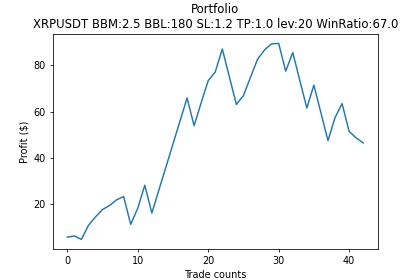 Portfolio
XRPUSDT BBM:2.5 BBL:180 SL:1.2 TP:1.0 lev:20 WinRatio:67.0
80
60
40
20
Profit ($)
0 10 20 30 40
Trade counts